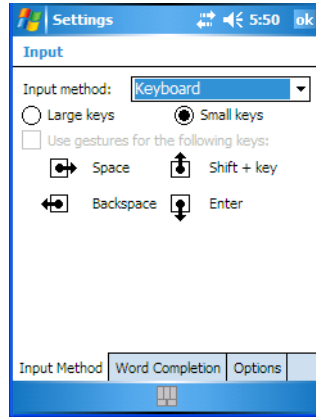 Settings 5:50 ok
Input
Input method: Keyboard
Large keys Small keys
Use gestures for the following keys:
Space Shift + key
Backspace Enter
Input Method Word Completion Options